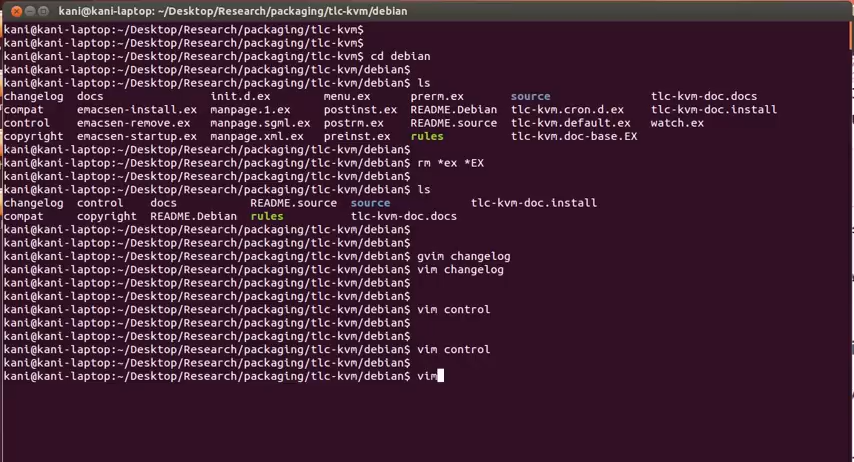 kani@kani-laptop: ~/Desktop/Research/packaging/tlc-kvm/debian
kani@kani-laptop:~/Desktop/Research/packaging/tlc-kvm$
kani@kani-laptop:~/Desktop/Research/packaging/tlc-kvm$
kani@kani-laptop:~/Desktop/Research/packaging/tlc-kvm$ cd debian
kani@kani-laptop:~/Desktop/Research/packaging/tlc-kvm/debian$
kani@kani-laptop:~/Desktop/Research/packaging/tlc-kvm/debian$ ls
changelog docs init.d.ex menu.ex prerm.ex source tlc-kvm-doc.docs
compat emacsen-install.ex manpage.1.ex postinst.ex README.Debian tlc-kvm.cron.d.ex tlc-kvm-doc.install
control emacsen-remove.ex manpage.sgml.ex postrm.ex README.source tlc-kvm.default.ex watch.ex
copyright emacsen-startup.ex manpage.xml.ex preinst.ex rules tlc-kvm.doc-base.EX
kani@kani-laptop:~/Desktop/Research/packaging/tlc-kvm/debian$
kani@kani-laptop:~/Desktop/Research/packaging/tlc-kvm/debian$ rm *ex *EX
kani@kani-laptop:~/Desktop/Research/packaging/tlc-kvm/debian$
kani@kani-laptop:~/Desktop/Research/packaging/tlc-kvm/debian$ ls
changelog control docs README.source source tlc-kvm-doc.install
compat copyright README.Debian rules tlc-kvm-doc.docs
kani@kani-laptop:~/Desktop/Research/packaging/tlc-kvm/debian$
kani@kani-laptop:~/Desktop/Research/packaging/tlc-kvm/debian$
kani@kani-laptop:~/Desktop/Research/packaging/tlc-kvm/debian$ gvim changelog
kani@kani-laptop:~/Desktop/Research/packaging/tlc-kvm/debian$ vim changelog
kani@kani-laptop:~/Desktop/Research/packaging/tlc-kvm/debian$
kani@kani-laptop:~/Desktop/Research/packaging/tlc-kvm/debian$
kani@kani-laptop:~/Desktop/Research/packaging/tlc-kvm/debian$ vim control
kani@kani-laptop:~/Desktop/Research/packaging/tlc-kvm/debian$
kani@kani-laptop:~/Desktop/Research/packaging/tlc-kvm/debian$
kani@kani-laptop:~/Desktop/Research/packaging/tlc-kvm/debian$ vim control
kani@kani-laptop:~/Desktop/Research/packaging/tlc-kvm/debian$
kani@kani-laptop:~/Desktop/Research/packaging/tlc-kvm/debian$ vim